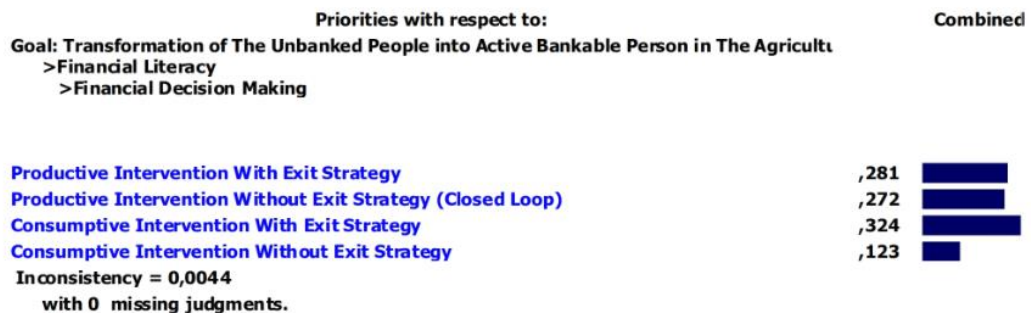 Priorities with respect to: Combined
Goal: Transformation of The Unbanked People into Active Bankable Person in The Agricultu
>Financial Literacy
>Financial Decision Making
Productive Intervention With Exit Strategy ,281
Productive Intervention Without Exit Strategy (Closed Loop) ,272
Consumptive Intervention With Exit Strategy ,324
Consumptive Intervention Without Exit Strategy ,123
Inconsistency = 0,0044
with 0 missing judgments.